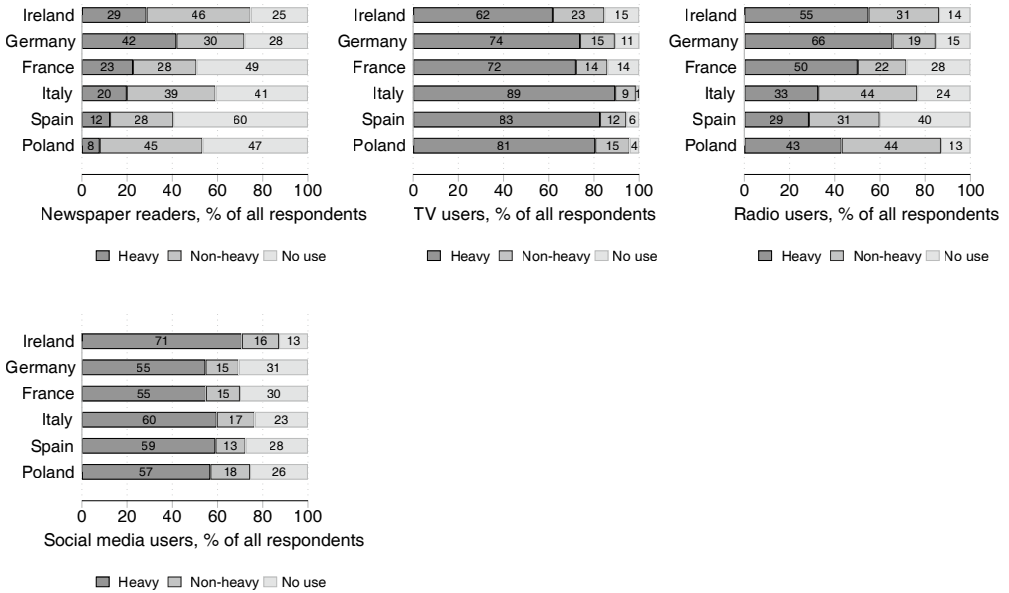 Ireland 29 46 25
Germany 42 30 28
France 23 28 49
Italy 20 39 41
Spain 12 28 60
Poland 8 45 47
0 20 40 60 80 100
Newspaper readers, % of all respondents
Heavy Non-heavy No use
Ireland 62 23 15
Germany 74 15 11
France 72 14 14
Italy 89 9 1
Spain 83 12 6
Poland 81 15 4
0 20 40 60 80 100
TV users, % of all respondents
Heavy Non-heavy No use
Ireland 55 31 14
Germany 66 19 15
France 50 22 28
Italy 33 44 24
Spain 29 31 40
Poland 43 44 13
0 20 40 60 80 100
Radio users, % of all respondents
Heavy Non-heavy No use
Ireland 71 16 13
Germany 55 15 31
France 55 15 30
Italy 60 17 23
Spain 59 13 28
Poland 57 18 26
0 20 40 60 80 100
Social media users, % of all respondents
Heavy Non-heavy No use